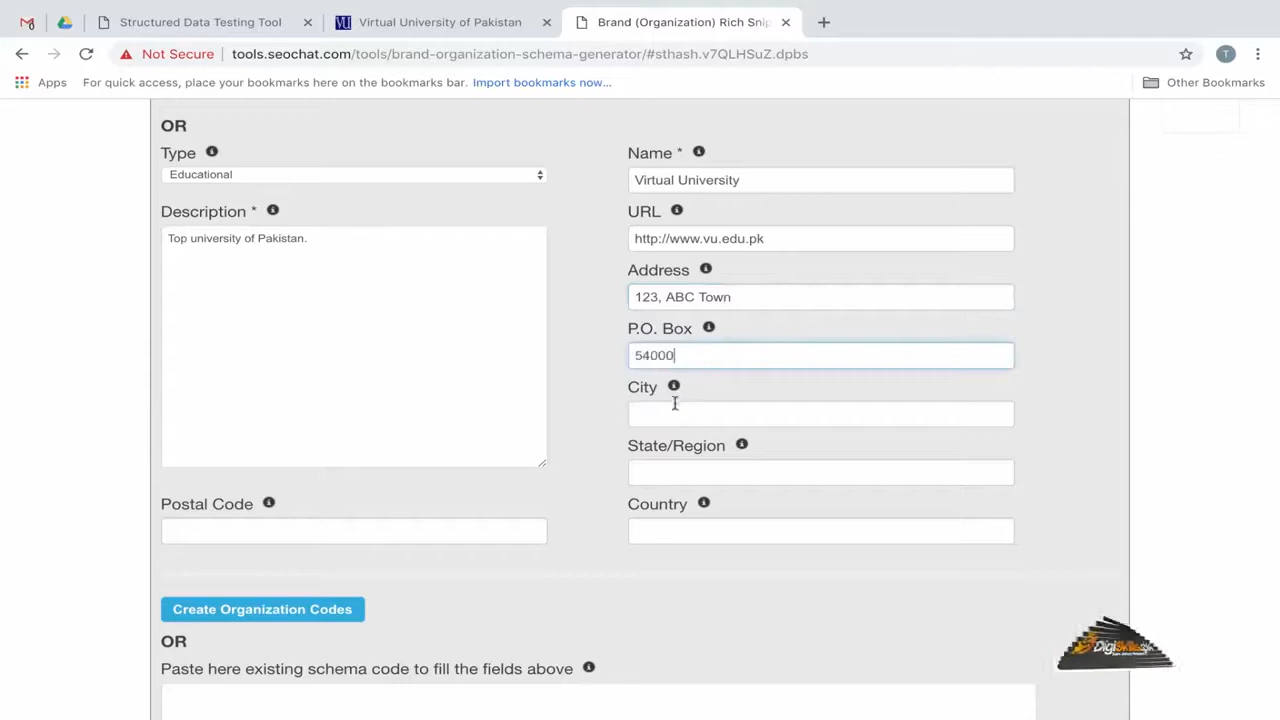 Structured Data Testing Tool
Virtual University of Pakistan
Brand (Organization) Rich Snip
Not Secure
tools.seochat.com/tools/brand-organization-schema-generator/#sthash.v7QLHSuZ.dpbs
T
Apps
For quick access, place your bookmarks here on the bookmarks bar. Import bookmarks now...
Other Bookmarks
OR
Type
Educational
Name *
Virtual University
Description *
Top university of Pakistan.
URL
http://www.vu.edu.pk
Address
123, ABC Town
P.O. Box
54000
City
State/Region
Postal Code
Country
Create Organization Codes
OR
Paste here existing schema code to fill the fields above